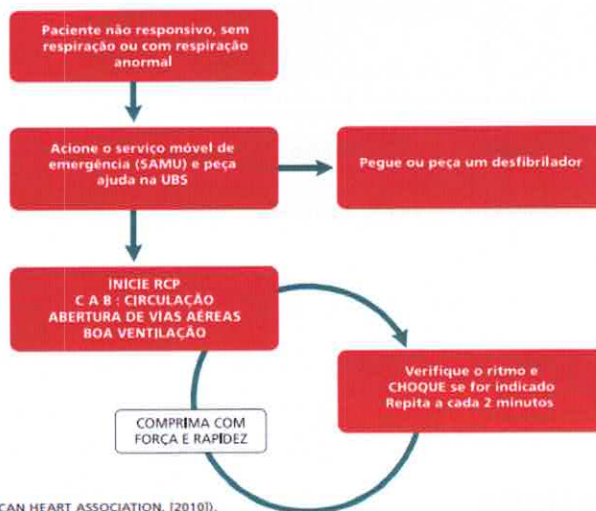 Paciente não responsivo, sem
respiração ou com respiração
anormal
Acione o serviço móvel de
emergência (SAMU) e peça
ajuda na UBS
Pegue ou peça um desfibrilador
INICIE RCP
C A B : CIRCULAÇÃO
ABERTURA DE VIAS AÉREAS
BOA VENTILAÇÃO
Verifique o ritmo e
CHOQUE se for indicado
Repita a cada 2 minutos
COMPRIMA COM
FORÇA E RAPIDEZ
CAN HEART ASSOCIATION, [2010]).